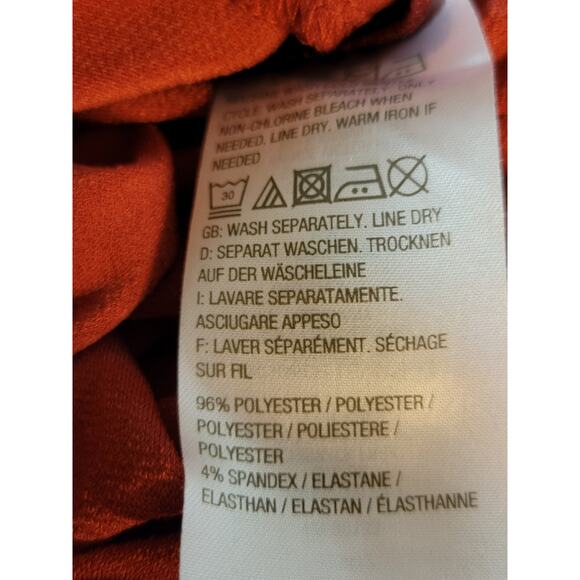 CYCLE. WASH SEPARATELY. ONLY
NON-CHLORINE BLEACH WHEN
NEEDED. LINE DRY. WARM IRON IF
NEEDED
30
GB: WASH SEPARATELY. LINE DRY
D: SEPARAT WASCHEN. TROCKNEN
AUF DER WÄSCHELEINE
I: LAVARE SEPARATAMENTE.
ASCIUGARE APPESO
F: LAVER SÉPARÉMENT. SÉCHAGE
SUR FIL
96% POLYESTER / POLYESTER /
POLYESTER / POLIESTERE /
POLYESTER
4% SPANDEX / ELASTANE /
ELASTHAN / ELASTAN / ÉLASTHANNE